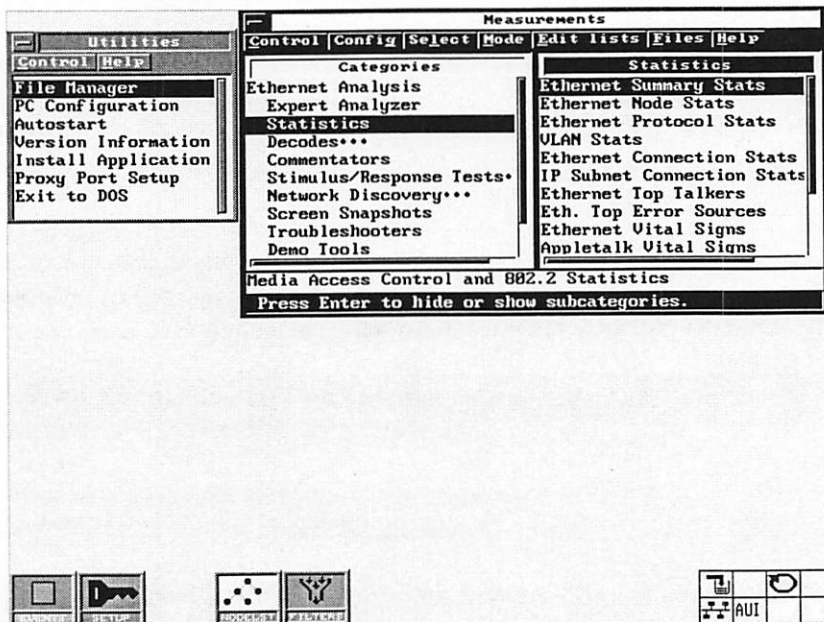 Utilities
Control Help
File Manager
PC Configuration
Autostart
Version Information
Install Application
Proxy Port Setup
Exit to DOS
Measurements
Control Config Select Mode Edit lists Files Help
Categories
Ethernet Analysis
Expert Analyzer
Statistics
Decodes•••
Commentators
Stimulus/Response Tests•
Network Discovery•••
Screen Snapshots
Troubleshooters
Demo Tools
Statistics
Ethernet Summary Stats
Ethernet Node Stats
Ethernet Protocol Stats
VLAN Stats
Ethernet Connection Stats
IP Subnet Connection Stats
Ethernet Top Talkers
Eth. Top Error Sources
Ethernet Vital Signs
Appletalk Vital Signs
Media Access Control and 802.2 Statistics
Press Enter to hide or show subcategories.
SETUP
NODELST
FILTERS
AUI